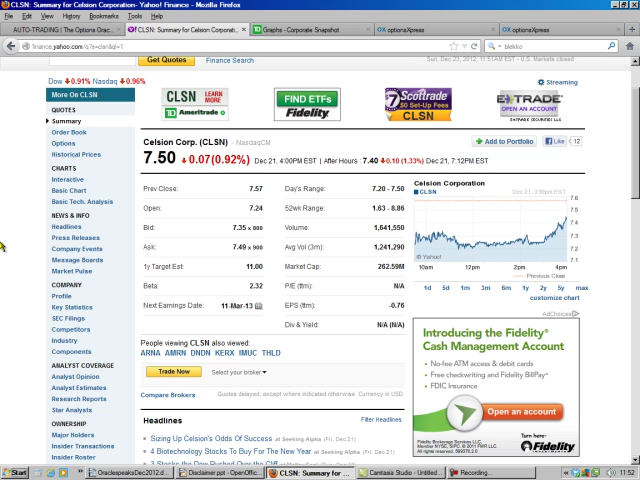 CLSN: Summary for Celsion Corporation- Yahoo! Finance - Mozilla Firefox
File Edit View History Bookmarks Tools Help
AUTO-TRADING | The Options Orac...
CLSN: Summary for Celsion Corporati...
Graphs - Corporate Snapshot
optionsXpress
optionsXpress
finance.yahoo.com/q?s=clsn&ql=1
blekko
Get Quotes
Finance Search
Sun, Dec 23, 2012, 11:51AM EST - U.S. Markets closed
Dow 0.91% Nasdaq 0.96%
Streaming
More On CLSN
QUOTES
Summary
Order Book
Options
Historical Prices
CHARTS
Interactive
Basic Chart
Basic Tech. Analysis
NEWS & INFO
Headlines
Press Releases
Company Events
Message Boards
Market Pulse
COMPANY
Profile
Key Statistics
SEC Filings
Competitors
Industry
Components
ANALYST COVERAGE
Analyst Opinion
Analyst Estimates
Research Reports
Star Analysts
OWNERSHIP
Major Holders
Insider Transactions
Insider Roster
CLSN LEARN MORE
TD Ameritrade
FIND ETFs
Fidelity
Scottrade
$0 Set-Up Fees
CLSN
E*TRADE
OPEN AN ACCOUNT
E*TRADE SECURITIES LLC
Celsion Corp. (CLSN) - NasdaqCM
Add to Portfolio
Like 12
7.50 0.07(0.92%) Dec 21, 4:00PM EST | After Hours : 7.40 0.10 (1.33%) Dec 21, 7:12PM EST
Prev Close: 7.57
Open: 7.24
Bid: 7.35 x 900
Ask: 7.49 x 900
1y Target Est: 11.00
Beta: 2.32
Next Earnings Date: 11-Mar-13
Day's Range: 7.20 - 7.50
52wk Range: 1.63 - 8.86
Volume: 1,641,550
Avg Vol (3m): 1,241,290
Market Cap: 262.59M
P/E (ttm): N/A
EPS (ttm): -0.76
Div & Yield: N/A (N/A)
Celsion Corporation
CLSN
Dec 21, 3:59pm EST
7.6
7.5
7.4
7.3
7.2
7.1
© Yahoo!
10am 12pm 2pm 4pm
Previous Close
1d 5d 1m 3m 6m 1y 2y 5y max
customize chart
People viewing CLSN also viewed:
ARNA AMRN DNDN KERX IMUC THLD
Trade Now
Select your broker
Compare Brokers
Quotes delayed, except where indicated otherwise. Currency in USD.
Headlines
Filter Headlines
Sizing Up Celsion's Odds Of Success at Seeking Alpha (Fri, Dec 21)
4 Biotechnology Stocks To Buy For The New Year at Seeking Alpha (Fri, Dec 21)
AdChoices
Introducing the Fidelity®
Cash Management Account
No-fee ATM access & debit cards
Free checkwriting and Fidelity BillPay®
FDIC Insurance
Open an account
Turn here®
Fidelity
Start
OraclespeaksDec2012.d...
Disclaimer.ppt - OpenOffic...
CLSN: Summary for ...
Camtasia Studio - Untitled...
Recording...
11:52